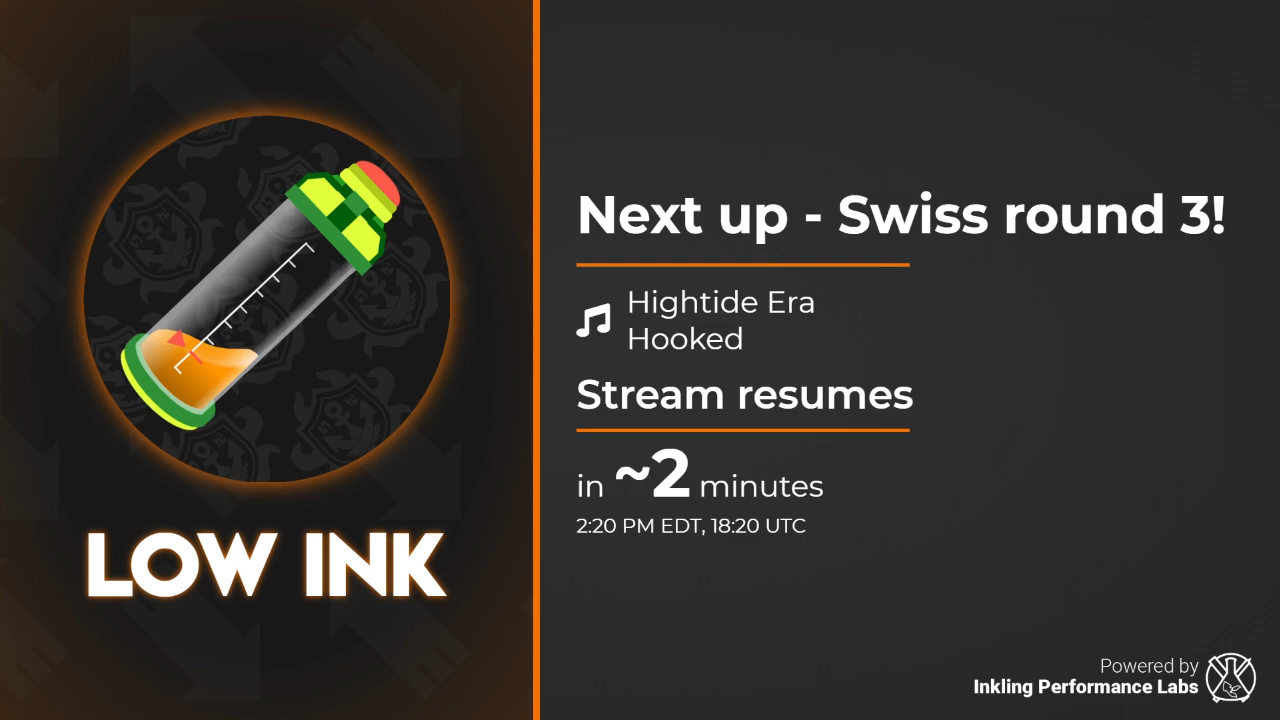 LOW INK
Next up - Swiss round 3!
Hightide Era
Hooked
Stream resumes
in ~2 minutes
2:20 PM EDT, 18:20 UTC
Powered by
Inkling Performance Labs